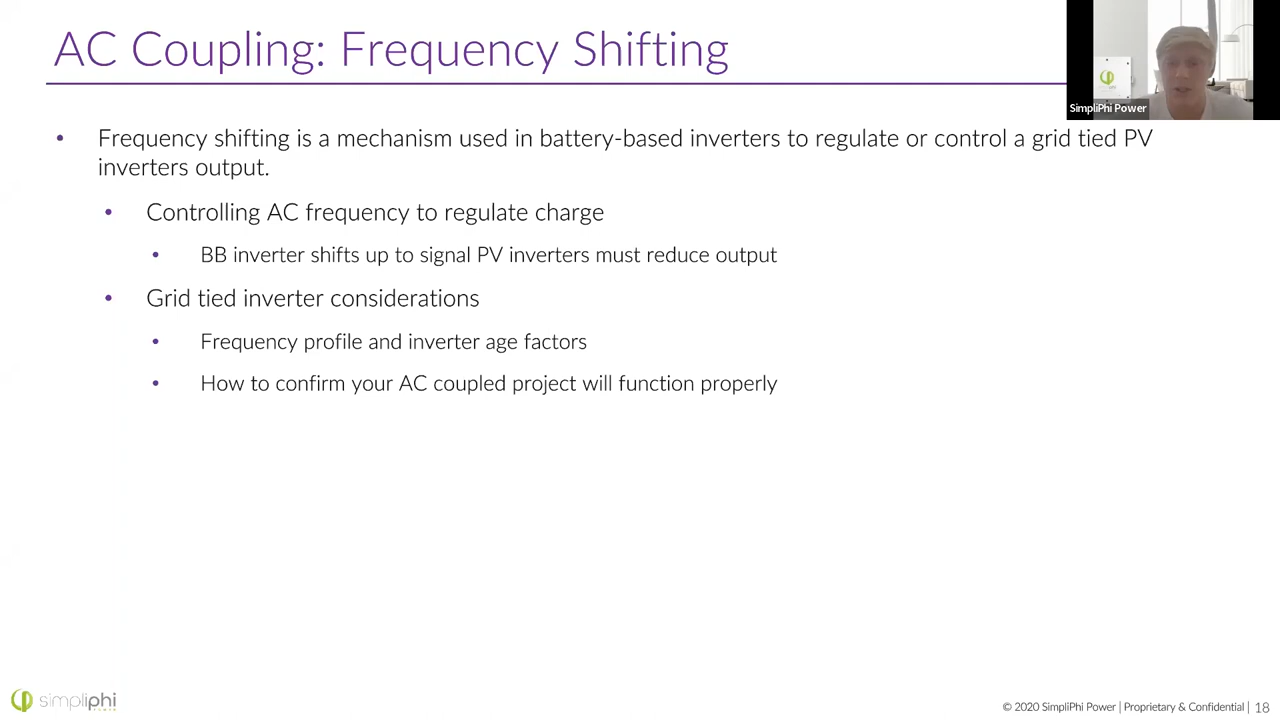 AC Coupling: Frequency Shifting
SimpliPhi Power
• Frequency shifting is a mechanism used in battery-based inverters to regulate or control a grid tied PV
inverters output.
• Controlling AC frequency to regulate charge
• BB inverter shifts up to signal PV inverters must reduce output
• Grid tied inverter considerations
• Frequency profile and inverter age factors
• How to confirm your AC coupled project will function properly
simpliphi
© 2020 SimpliPhi Power | Proprietary & Confidential | 18